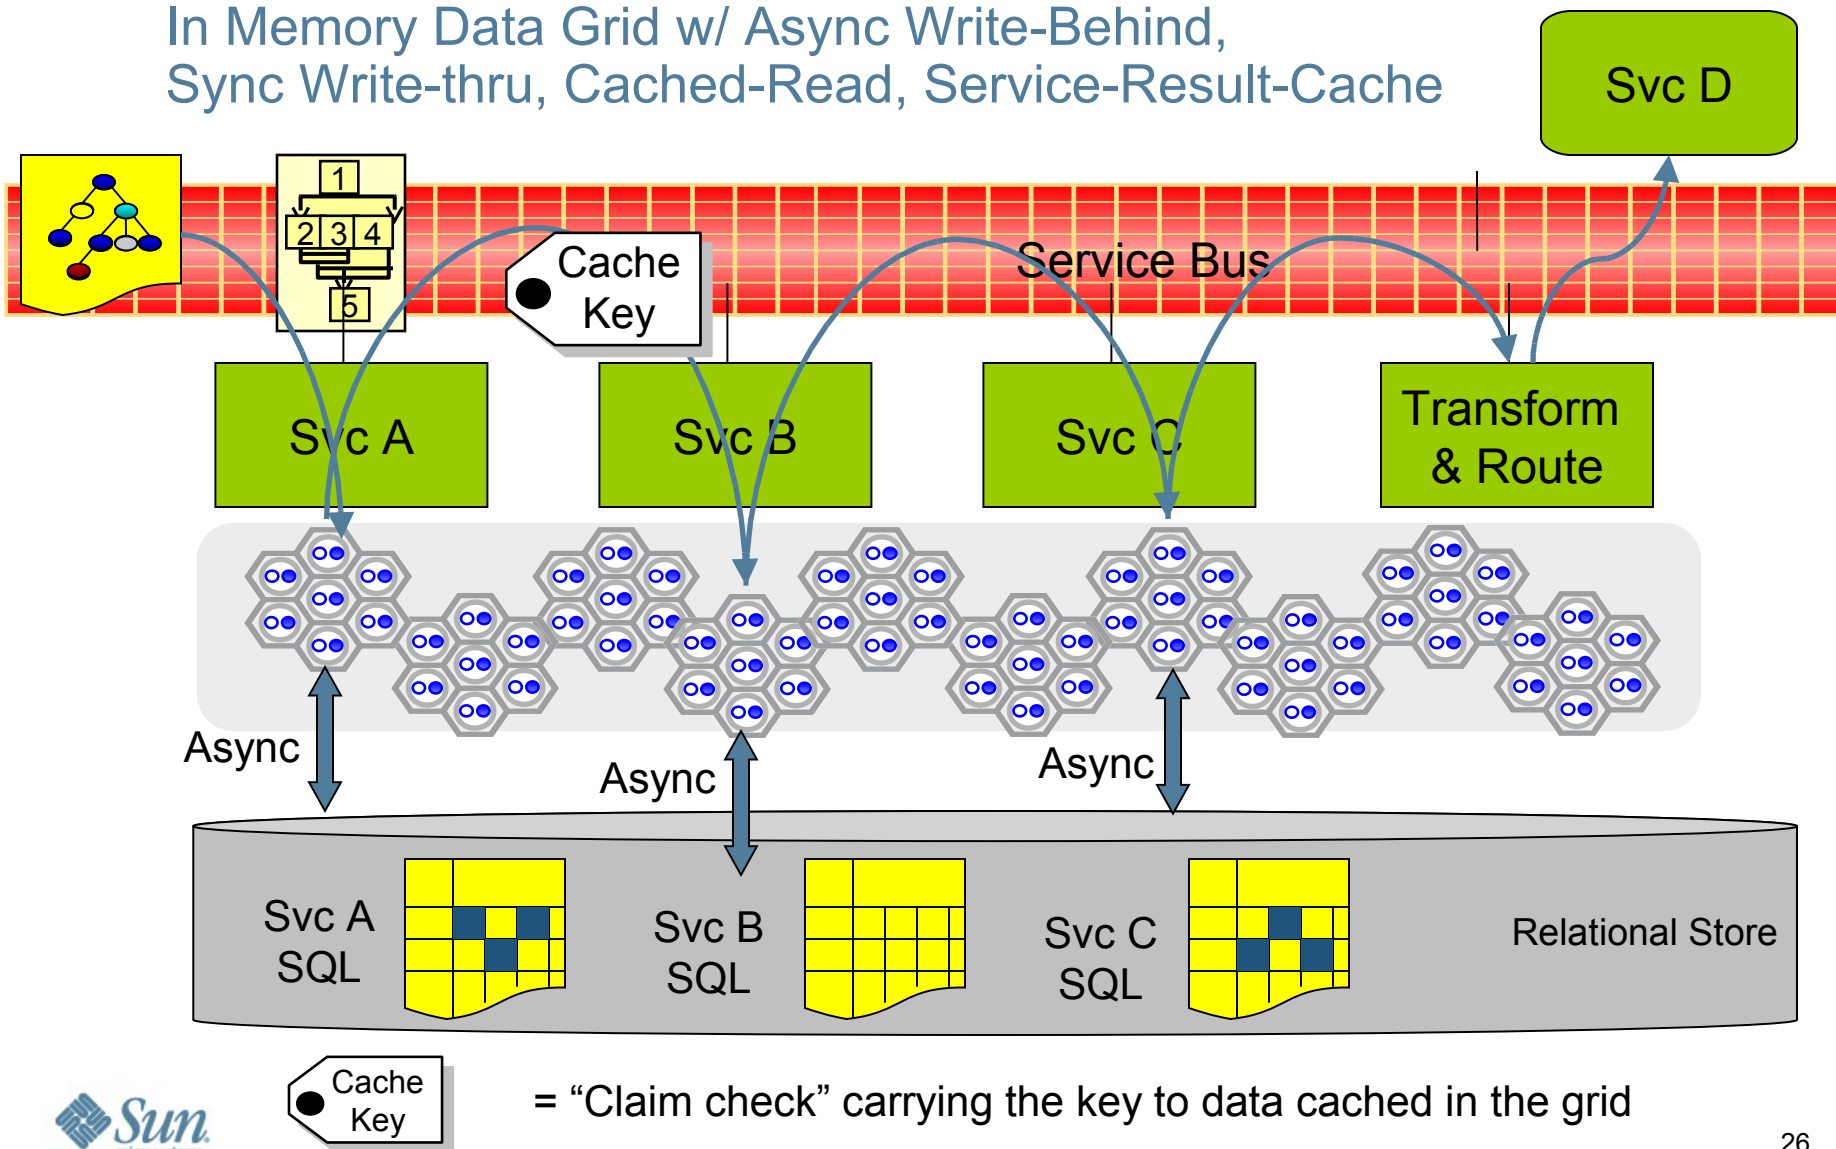 In Memory Data Grid w/ Async Write-Behind,
Sync Write-thru, Cached-Read, Service-Result-Cache
Svc D
1
2 3 4
5
Cache
Key
Service Bus
Svc A
Svc B
Svc C
Transform
& Route
Async
Async
Async
Svc A
SQL
Svc B
SQL
Svc C
SQL
Relational Store
Cache
Key
= “Claim check” carrying the key to data cached in the grid
Sun
26